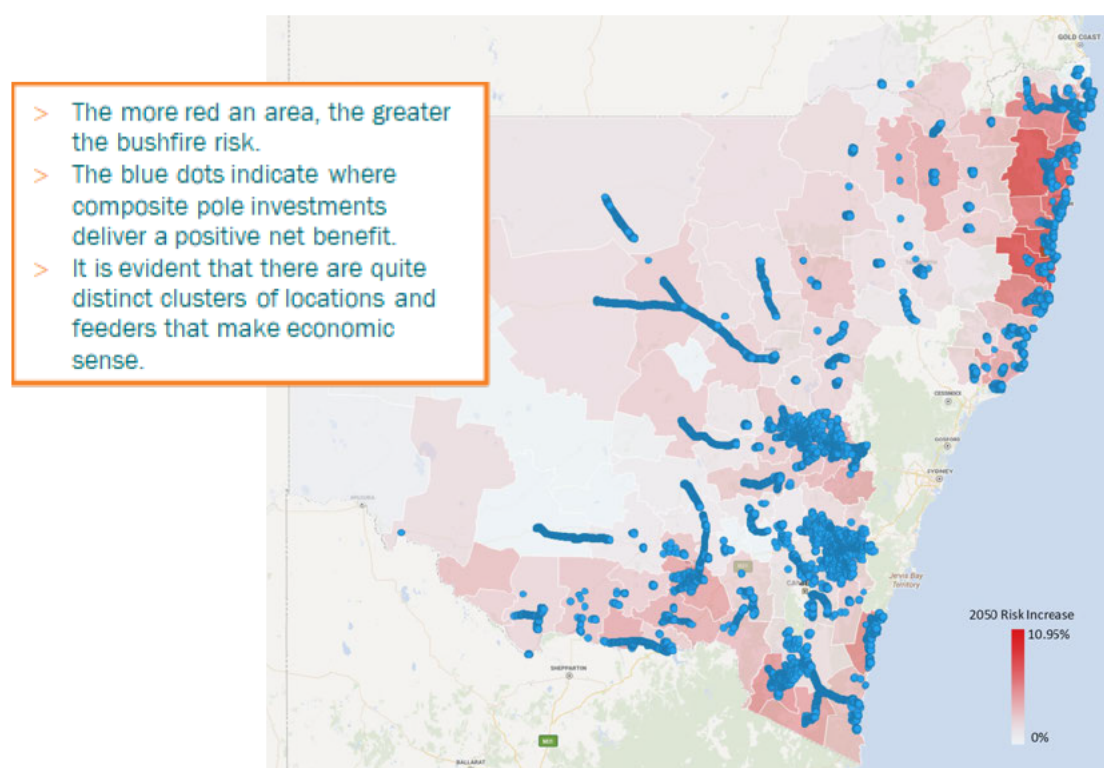 GOLD COAST
> The more red an area, the greater
the bushfire risk.
> The blue dots indicate where
composite pole investments
deliver a positive net benefit.
> It is evident that there are quite
distinct clusters of locations and
feeders that make economic
sense.
CESSNOCK
GOSFORD
SYDNEY
MILDURA
Jervis Bay
Territory
2050 Risk Increase
10.95%
0%
SHEPPARTON
M31
BALLARAT